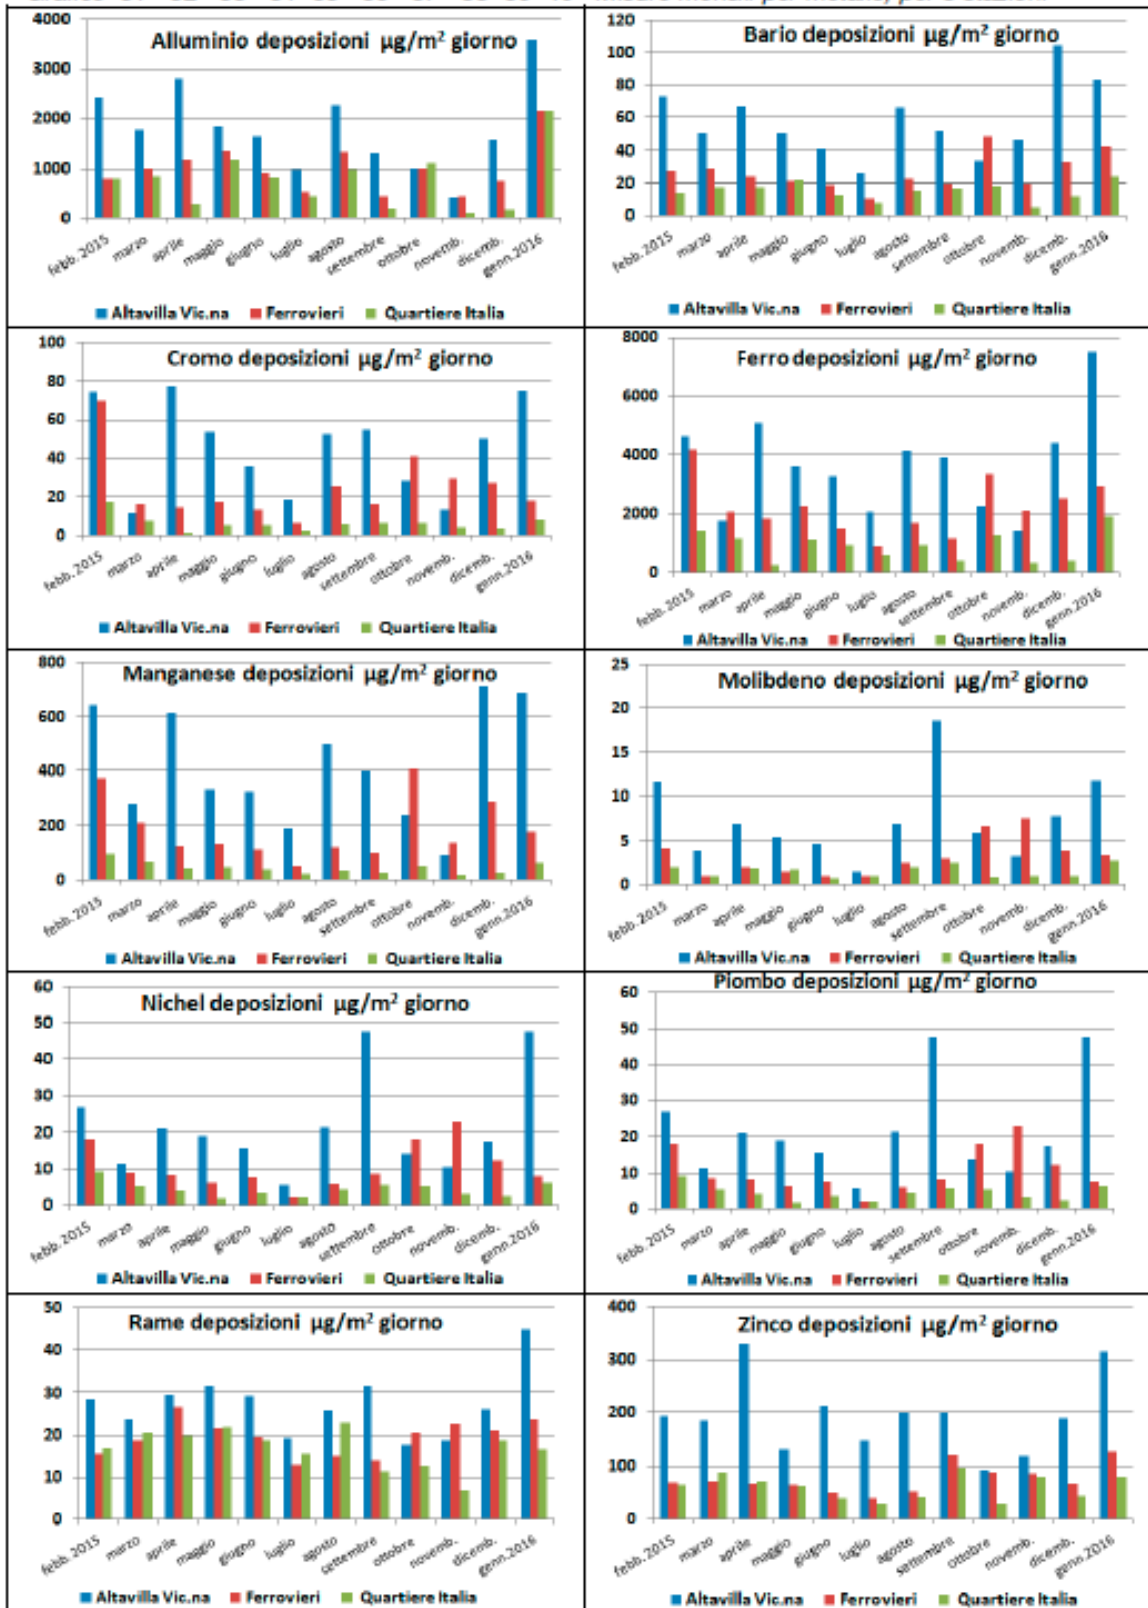 Alluminio deposizioni µg/m² giorno
4000
3000
2000
1000
0
febb.2015 marzo aprile maggio giugno luglio agosto settembre ottobre novemb. dicemb. genn.2016
Altavilla Vic.na Ferrovieri Quartiere Italia
Bario deposizioni µg/m² giorno
120
100
80
60
40
20
0
febb.2015 marzo aprile maggio giugno luglio agosto settembre ottobre novemb. dicemb. genn.2016
Altavilla Vic.na Ferrovieri Quartiere Italia
Cromo deposizioni µg/m² giorno
100
80
60
40
20
0
febb.2015 marzo aprile maggio giugno luglio agosto settembre ottobre novemb. dicemb. genn.2016
Altavilla Vic.na Ferrovieri Quartiere Italia
Ferro deposizioni µg/m² giorno
8000
6000
4000
2000
0
febb.2015 marzo aprile maggio giugno luglio agosto settembre ottobre novemb. dicemb. genn.2016
Altavilla Vic.na Ferrovieri Quartiere Italia
Manganese deposizioni µg/m² giorno
800
600
400
200
0
febb.2015 marzo aprile maggio giugno luglio agosto settembre ottobre novemb. dicemb. genn.2016
Altavilla Vic.na Ferrovieri Quartiere Italia
Molibdeno deposizioni µg/m² giorno
25
20
15
10
5
0
febb.2015 marzo aprile maggio giugno luglio agosto settembre ottobre novemb. dicemb. genn.2016
Altavilla Vic.na Ferrovieri Quartiere Italia
Nichel deposizioni µg/m² giorno
60
50
40
30
20
10
0
febb.2015 marzo aprile maggio giugno luglio agosto settembre ottobre novemb. dicemb. genn.2016
Altavilla Vic.na Ferrovieri Quartiere Italia
Piombo deposizioni µg/m² giorno
60
50
40
30
20
10
0
febb.2015 marzo aprile maggio giugno luglio agosto settembre ottobre novemb. dicemb. genn.2016
Altavilla Vic.na Ferrovieri Quartiere Italia
Rame deposizioni µg/m² giorno
50
40
30
20
10
0
febb.2015 marzo aprile maggio giugno luglio agosto settembre ottobre novemb. dicemb. genn.2016
Altavilla Vic.na Ferrovieri Quartiere Italia
Zinco deposizioni µg/m² giorno
400
300
200
100
0
febb.2015 marzo aprile maggio giugno luglio agosto settembre ottobre novemb. dicemb. genn.2016
Altavilla Vic.na Ferrovieri Quartiere Italia